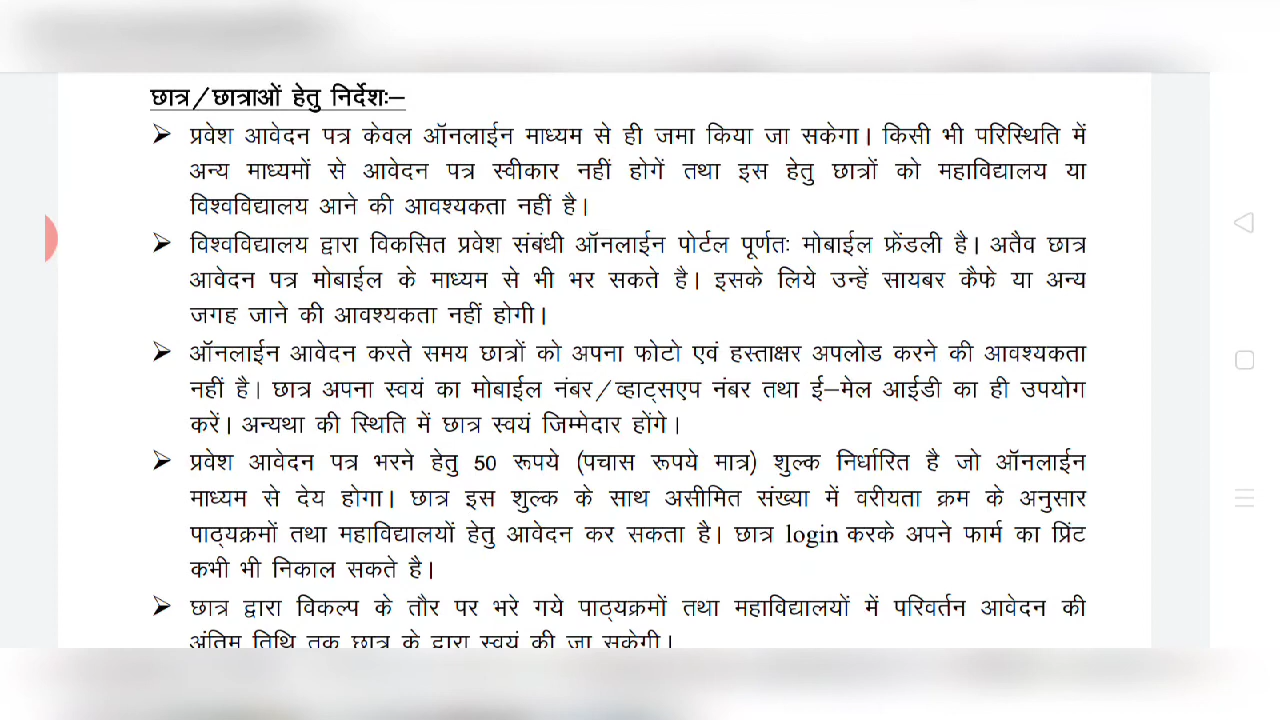 छात्र/छात्राओं हेतु निर्देशः–
➢ प्रवेश आवेदन पत्र केवल ऑनलाईन माध्यम से ही जमा किया जा सकेगा। किसी भी परिस्थिति में
अन्य माध्यमों से आवेदन पत्र स्वीकार नहीं होगें तथा इस हेतु छात्रों को महाविद्यालय या
विश्वविद्यालय आने की आवश्यकता नहीं है।
➢ विश्वविद्यालय द्वारा विकसित प्रवेश संबंधी ऑनलाईन पोर्टल पूर्णतः मोबाईल फ्रेंडली है। अतैव छात्र
आवेदन पत्र मोबाईल के माध्यम से भी भर सकते है। इसके लिये उन्हें सायबर कैफे या अन्य
जगह जाने की आवश्यकता नहीं होगी।
➢ ऑनलाईन आवेदन करते समय छात्रों को अपना फोटो एवं हस्ताक्षर अपलोड करने की आवश्यकता
नहीं है। छात्र अपना स्वयं का मोबाईल नंबर/व्हाट्सएप नंबर तथा ई–मेल आईडी का ही उपयोग
करें। अन्यथा की स्थिति में छात्र स्वयं जिम्मेदार होंगे।
➢ प्रवेश आवेदन पत्र भरने हेतु 50 रूपये (पचास रूपये मात्र) शुल्क निर्धारित है जो ऑनलाईन
माध्यम से देय होगा। छात्र इस शुल्क के साथ असीमित संख्या में वरीयता क्रम के अनुसार
पाठ्यक्रमों तथा महाविद्यालयों हेतु आवेदन कर सकता है। छात्र login करके अपने फार्म का प्रिंट
कभी भी निकाल सकते है।
➢ छात्र द्वारा विकल्प के तौर पर भरे गये पाठ्यक्रमों तथा महाविद्यालयों में परिवर्तन आवेदन की
अंतिम तिथि तक छात्र के द्वारा स्वयं की जा सकेगी।